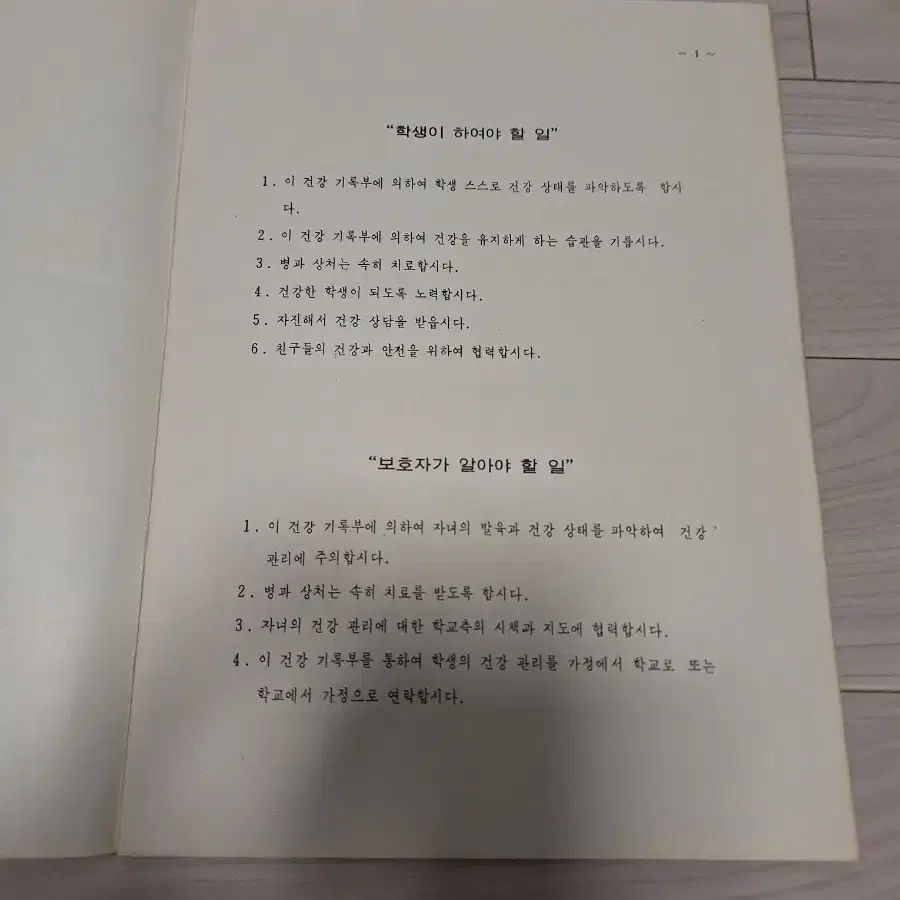 ~ 1 ~
“학생이 하여야 할 일”
1. 이 건강 기록부에 의하여 학생 스스로 건강 상태를 파악하도록 합시
다.
2. 이 건강 기록부에 의하여 건강을 유지하게 하는 습관을 기릅시다.
3. 병과 상처는 속히 치료합시다.
4. 건강한 학생이 되도록 노력합시다.
5. 자진해서 건강 상담을 받읍시다.
6. 친구들의 건강과 안전을 위하여 협력합시다.
“보호자가 알아야 할 일”
1. 이 건강 기록부에 의하여 자녀의 발육과 건강 상태를 파악하여 건강
관리에 주의합시다.
2. 병과 상처는 속히 치료를 받도록 합시다.
3. 자녀의 건강 관리에 대한 학교측의 시책과 지도에 협력합시다.
4. 이 건강 기록부를 통하여 학생의 건강 관리를 가정에서 학교로 또는
학교에서 가정으로 연락합시다.